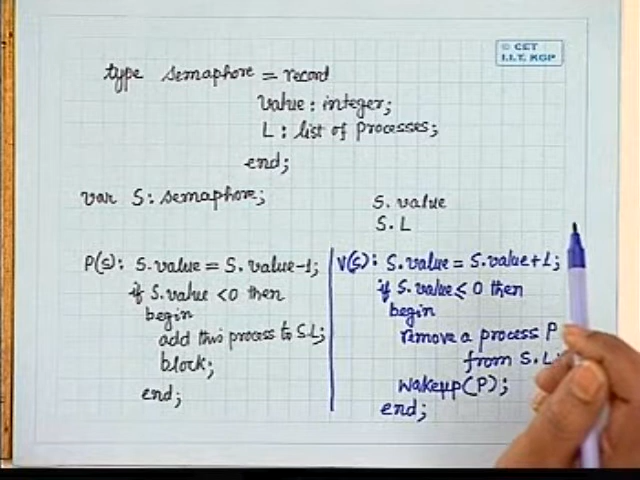 © CET
I.I.T. KGP
type semaphore = record
value : integer;
L : list of processes;
end;
var S : semaphore;
S. value
S. L
P(s) : S.value = S. value-1;
if S.value < 0 then
begin
add this process to S.L;
block;
end;
V(s) : S.value = S.value+1;
if S.value ≤ 0 then
begin
remove a process P
from S.L;
wakeup(P);
end;